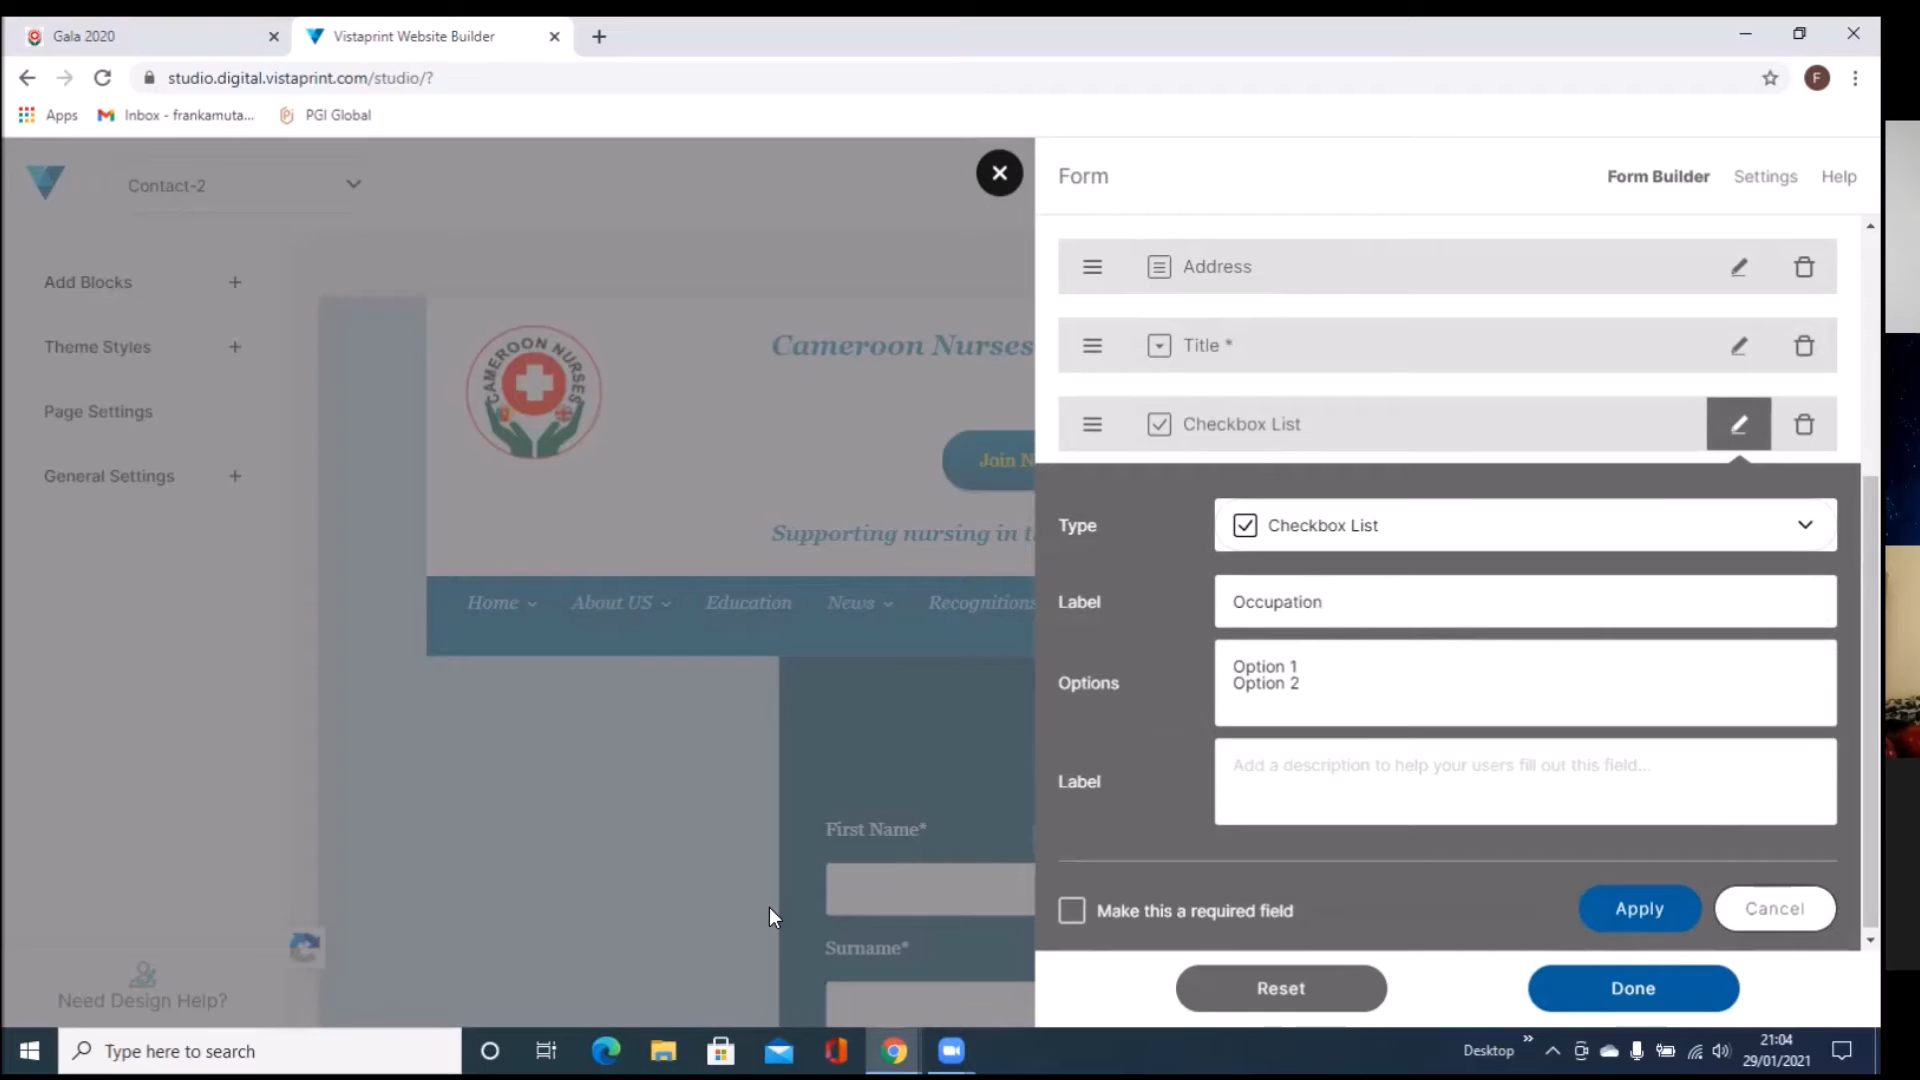 Gala 2020
Vistaprint Website Builder
studio.digital.vistaprint.com/studio/?
F
Apps
Inbox - frankamuta...
PGI Global
Contact-2
Form
Form Builder
Settings
Help
Add Blocks
Theme Styles
Page Settings
General Settings
Need Design Help?
CAMEROON NURSES
Cameroon Nurses
Join N
Supporting nursing in t
Home
About US
Education
News
Recognitions
First Name*
Surname*
Address
Title *
Checkbox List
Type
Checkbox List
Label
Occupation
Options
Option 1
Option 2
Label
Add a description to help your users fill out this field...
Make this a required field
Apply
Cancel
Reset
Done
Type here to search
Desktop
21:04
29/01/2021